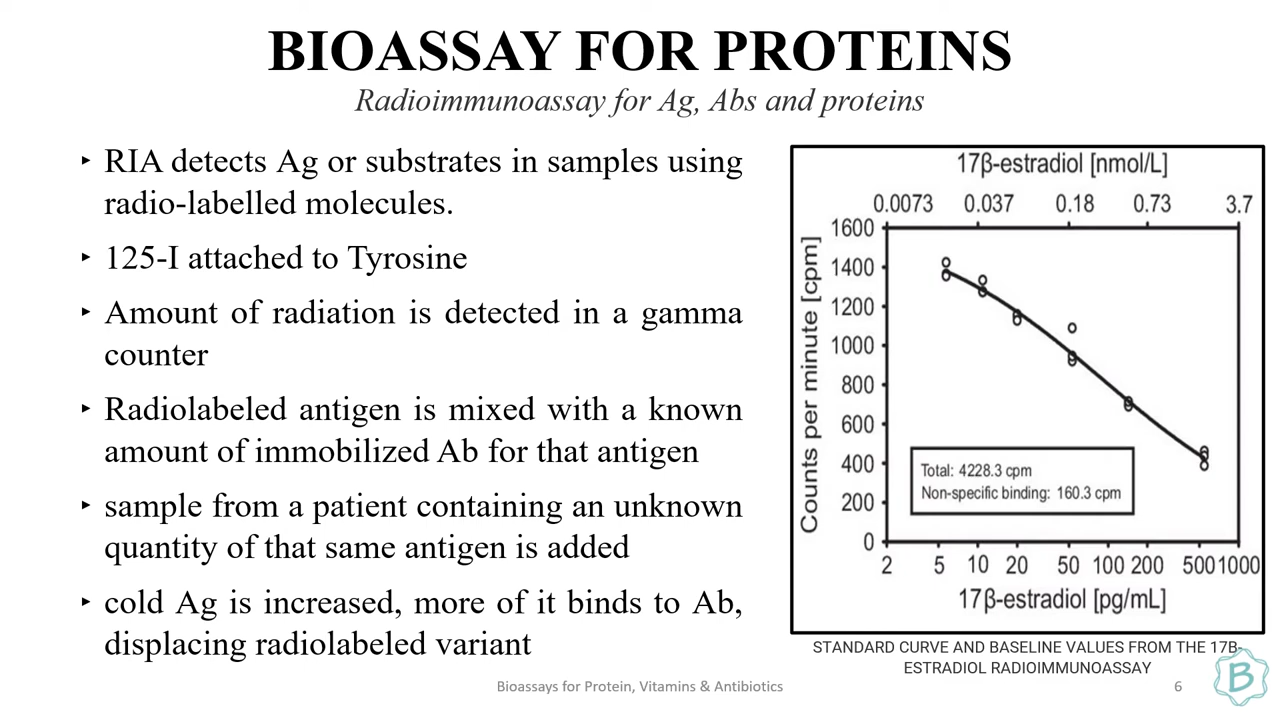 BIOASSAY FOR PROTEINS
Radioimmunoassay for Ag, Abs and proteins
‣ RIA detects Ag or substrates in samples using
radio-labelled molecules.
‣ 125-I attached to Tyrosine
‣ Amount of radiation is detected in a gamma
counter
‣ Radiolabeled antigen is mixed with a known
amount of immobilized Ab for that antigen
‣ sample from a patient containing an unknown
quantity of that same antigen is added
‣ cold Ag is increased, more of it binds to Ab,
displacing radiolabeled variant
17β-estradiol [nmol/L]
0.0073 0.037 0.18 0.73 3.7
Counts per minute [cpm]
1600
1400
1200
1000
800
600
400
200
0
Total: 4228.3 cpm
Non-specific binding: 160.3 cpm
2 5 10 20 50 100 200 500 1000
17β-estradiol [pg/mL]
STANDARD CURVE AND BASELINE VALUES FROM THE 17Β-
ESTRADIOL RADIOIMMUNOASSAY
Bioassays for Protein, Vitamins & Antibiotics
6
B